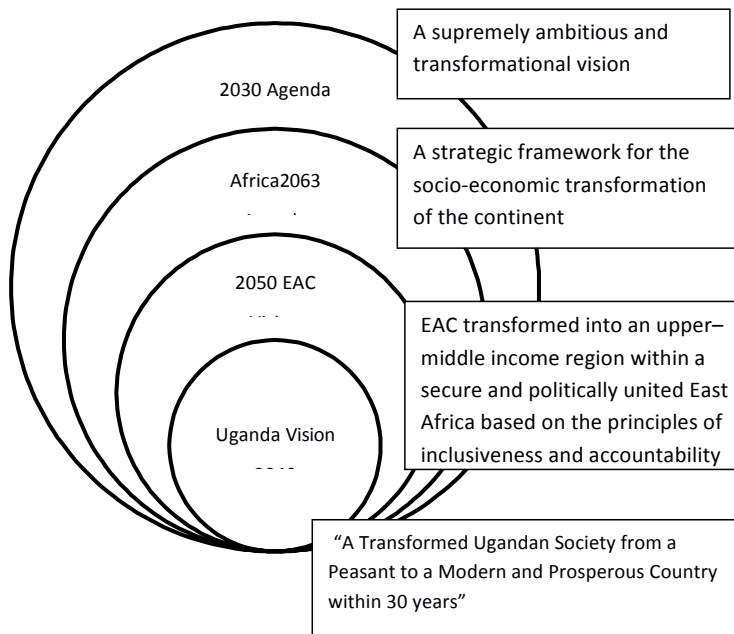 2030 Agenda
A supremely ambitious and
transformational vision
Africa2063
A strategic framework for the
socio-economic transformation
of the continent
2050 EAC
EAC transformed into an upper–
middle income region within a
secure and politically united East
Africa based on the principles of
inclusiveness and accountability
Uganda Vision
“A Transformed Ugandan Society from a
Peasant to a Modern and Prosperous Country
within 30 years”